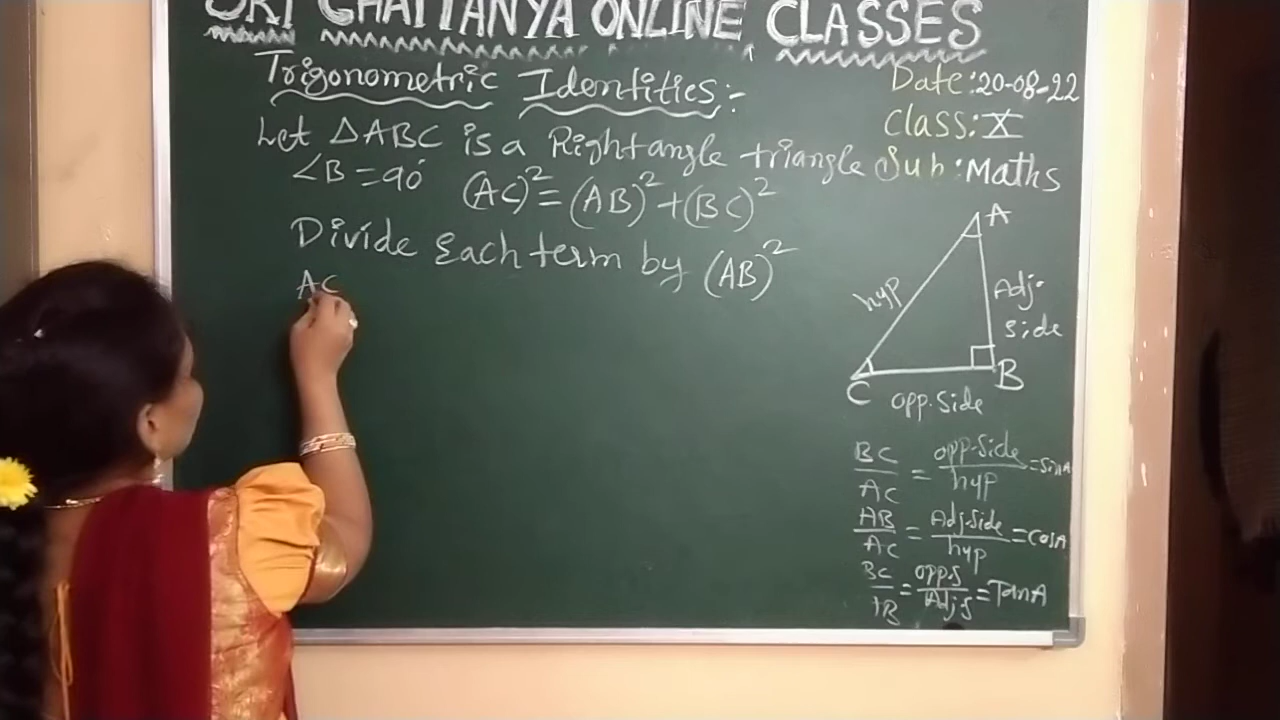 SRI CHAITANYA ONLINE CLASSES
Trigonometric Identities:-
Date:20-08-22
Class:X
Sub:Maths
Let △ABC is a Rightangle triangle
∠B=90° (AC)²=(AB)²+(BC)²
Divide Each term by (AB)²
AC
A
hyp
Adj.
side
C
B
opp.side
BC/AC = opp.side/hyp =sinA
AB/AC = Adj.side/hyp =cosA
BC/AB = opp.s/Adj.s =TanA